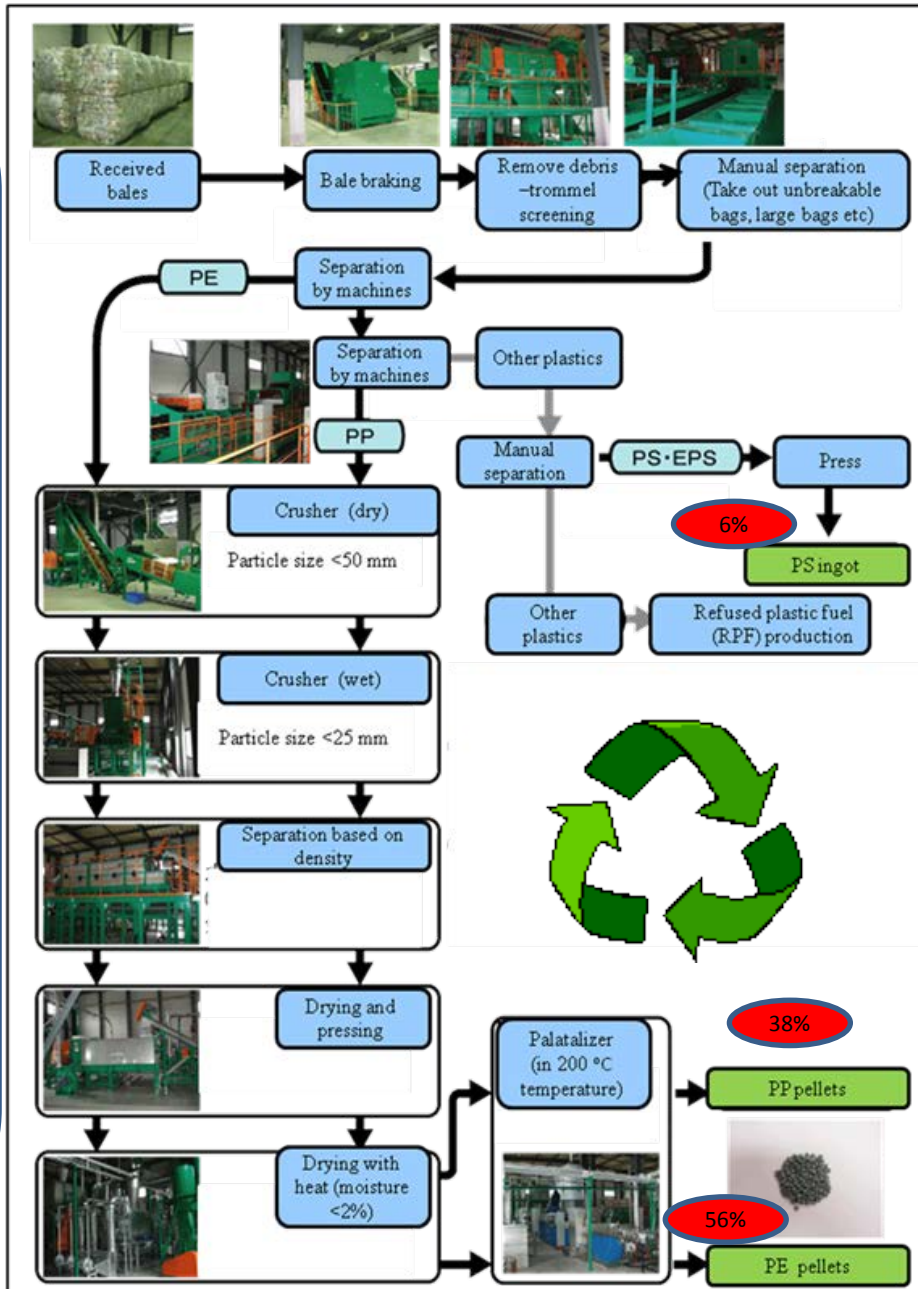 Received
bales
Bale braking
Remove debris
–trommel
screening
Manual separation
(Take out unbreakable
bags, large bags etc)
PE
Separation
by machines
Separation
by machines
Other plastics
PP
Manual
separation
PS・EPS
Press
6%
PS ingot
Crusher (dry)
Particle size <50 mm
Other
plastics
Refused plastic fuel
(RPF) production
Crusher (wet)
Particle size <25 mm
Separation based on
density
Drying and
pressing
Palatalizer
(in 200 °C
temperature)
38%
PP pellets
Drying with
heat (moisture
<2%)
56%
PE pellets